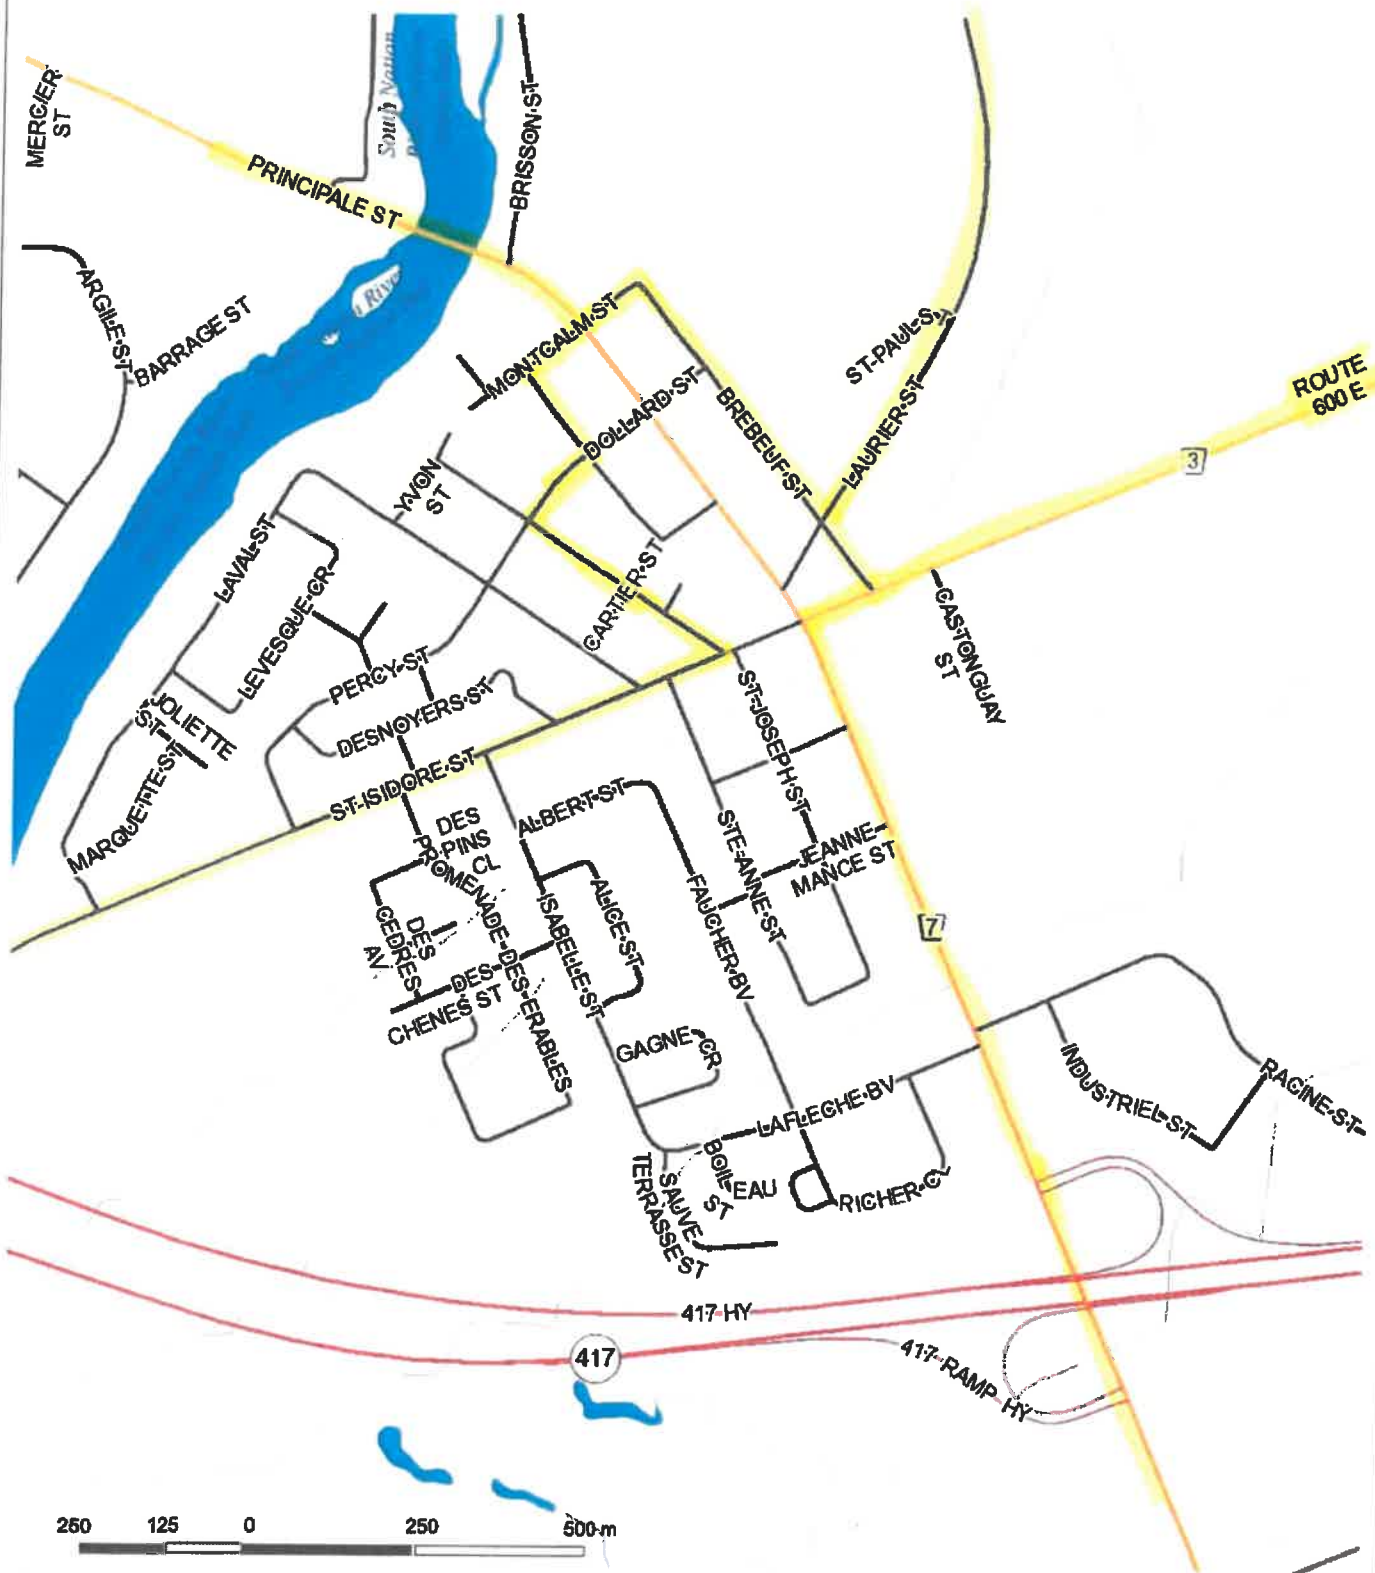 MERCIER
ST
South Nation
BRISSON ST
PRINCIPALE ST
ARGILE ST
BARRAGE ST
River
MONTCALM ST
ST-PAUL S
DOLLARD ST
BREBEUF ST
LAURIER ST
ROUTE
600 E
3
YVON
ST
LAVAL ST
LEVESQUE CR
CARTIER ST
CASTONGUAY
ST
PERCY ST
DESNOYERS ST
JOLIETTE
ST
MARQUETTE ST
ST-JOSEPH ST
ST-ISIDORE ST
DES
PINS
CL
ALBERT ST
STE-ANNE ST
JEANNE
MANCE ST
PROMENADE-DES-ERABLES
DES
CEDRES
AV
ISABELLE ST
ALICE ST
FAUCHER BV
7
DES
CHENES ST
GAGNE CR
INDUSTRIEL ST
RACINE ST
LAFLECHE BV
BOILEAU
ST
SAUVE
TERRASSE ST
RICHER CL
417 HY
417
417 RAMP HY
250 125 0 250 500 m